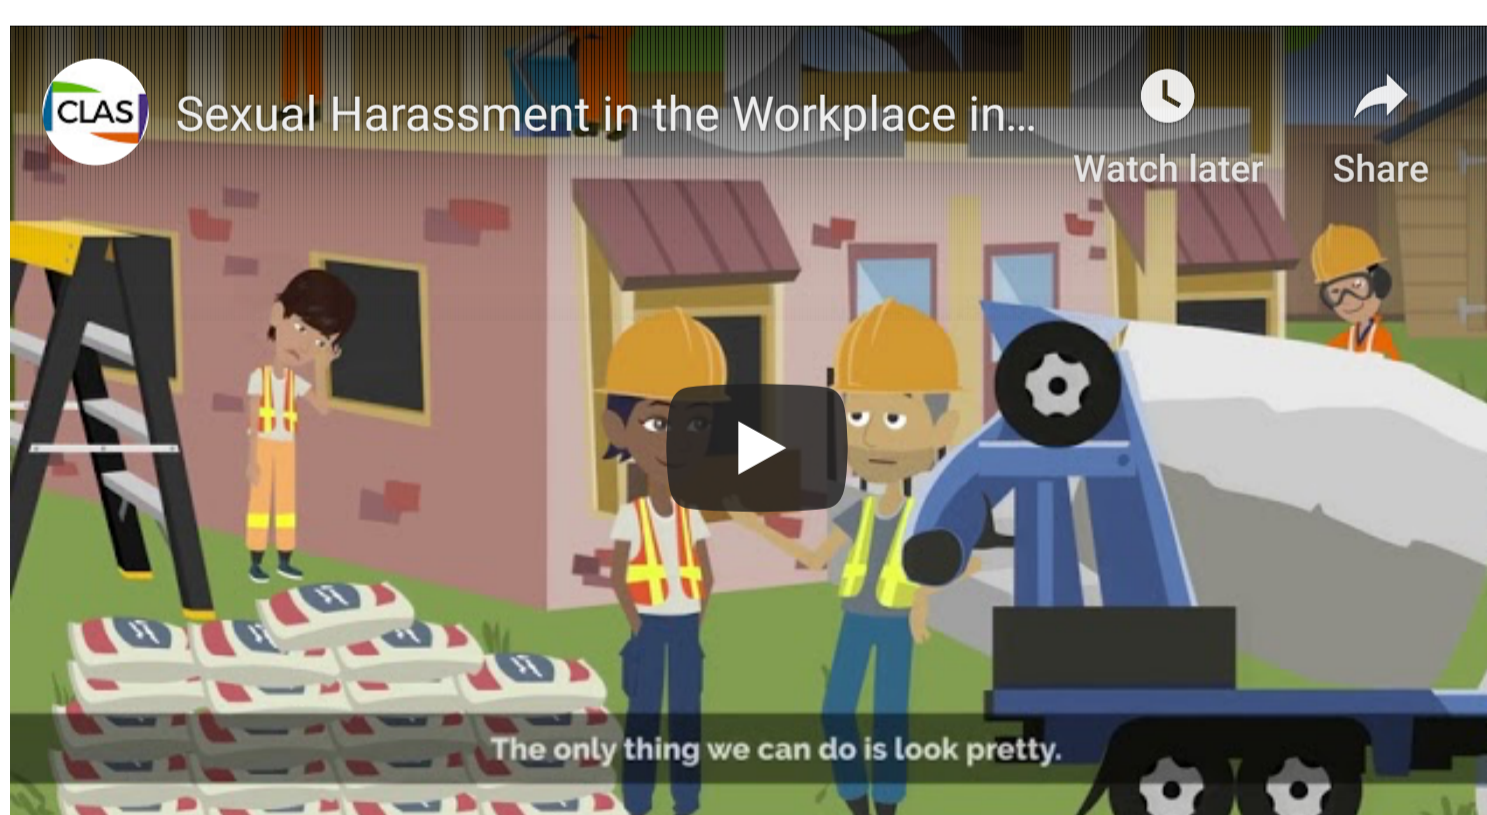 CLAS
Sexual Harassment in the Workplace in...
Watch later
Share
The only thing we can do is look pretty.